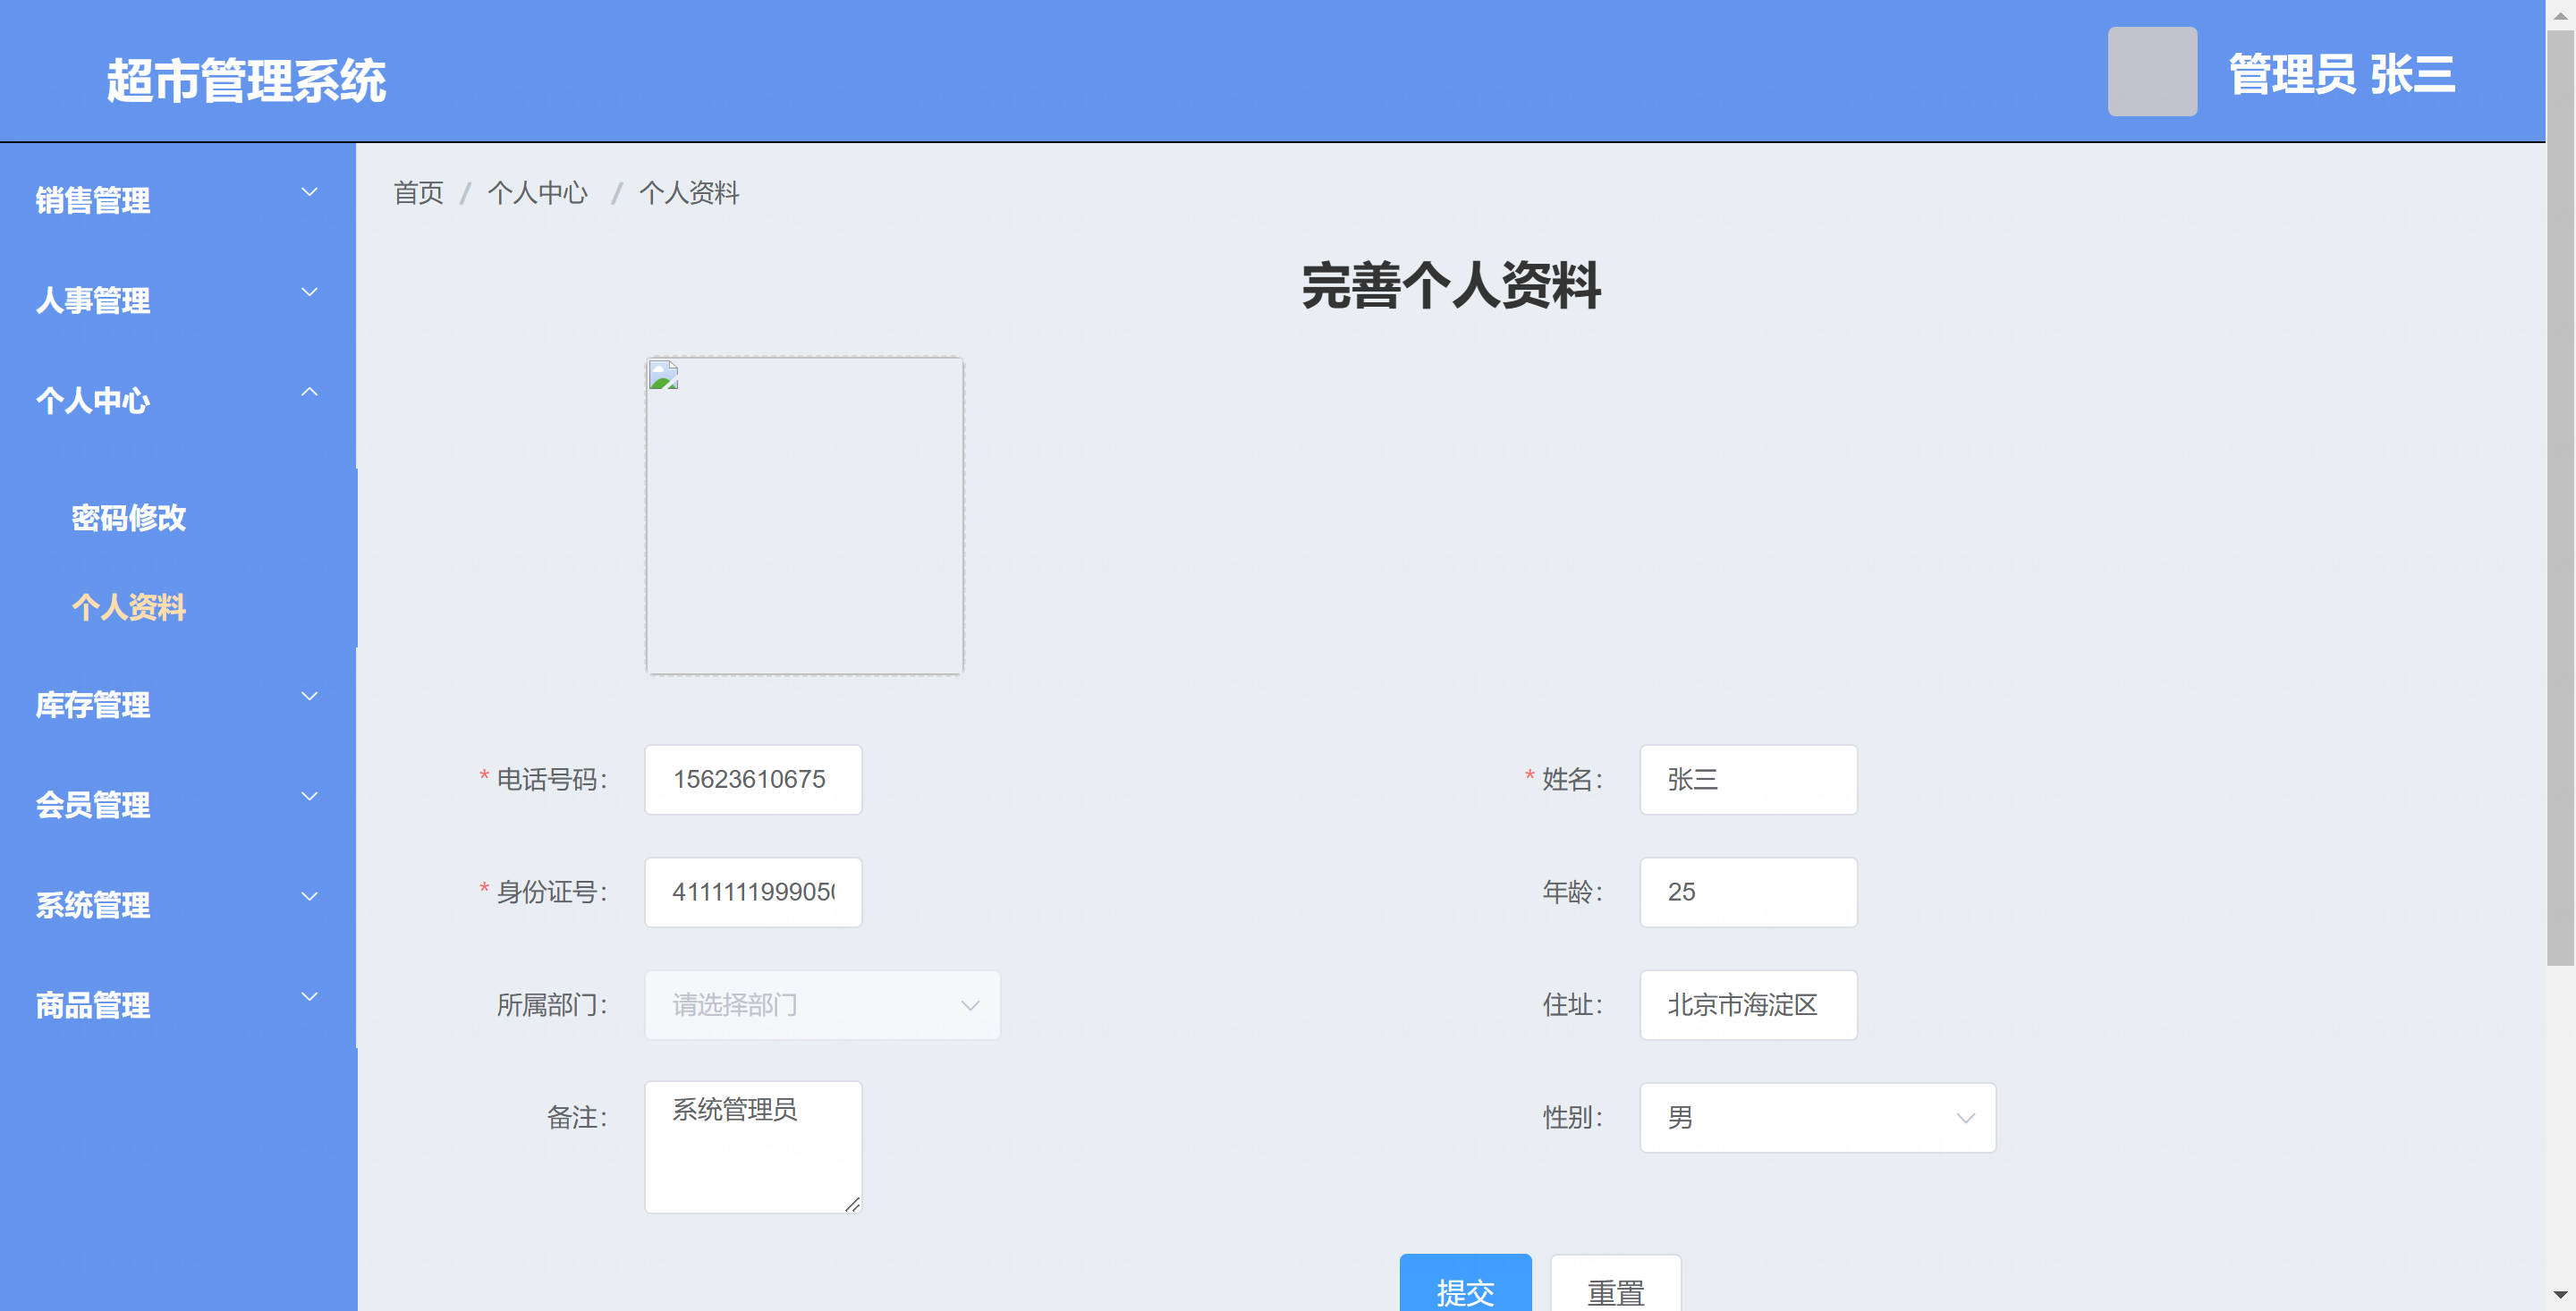 超市管理系统
管理员 张三
销售管理
人事管理
个人中心
密码修改
个人资料
库存管理
会员管理
系统管理
商品管理
首页 / 个人中心 / 个人资料
完善个人资料
* 电话号码： 15623610675
* 姓名： 张三
* 身份证号： 4111111999050
年龄： 25
所属部门： 请选择部门
住址： 北京市海淀区
备注： 系统管理员
性别： 男
提交
重置